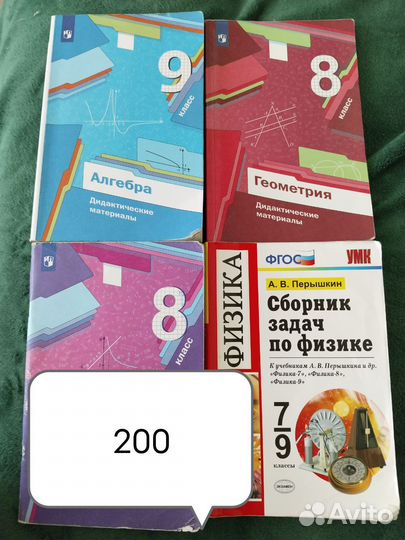 9
класс
Алгебра
Дидактические
материалы
8
класс
Геометрия
Дидактические
материалы
8
класс
200
ФИЗИКА
ФГОС
УМК
А. В. Перышкин
Сборник
задач
по физике
К учебникам А. В. Перышкина и др.
«Физика-7», «Физика-8»,
«Физика-9»
7-
9
классы
ЭКЗАМЕН
Avito